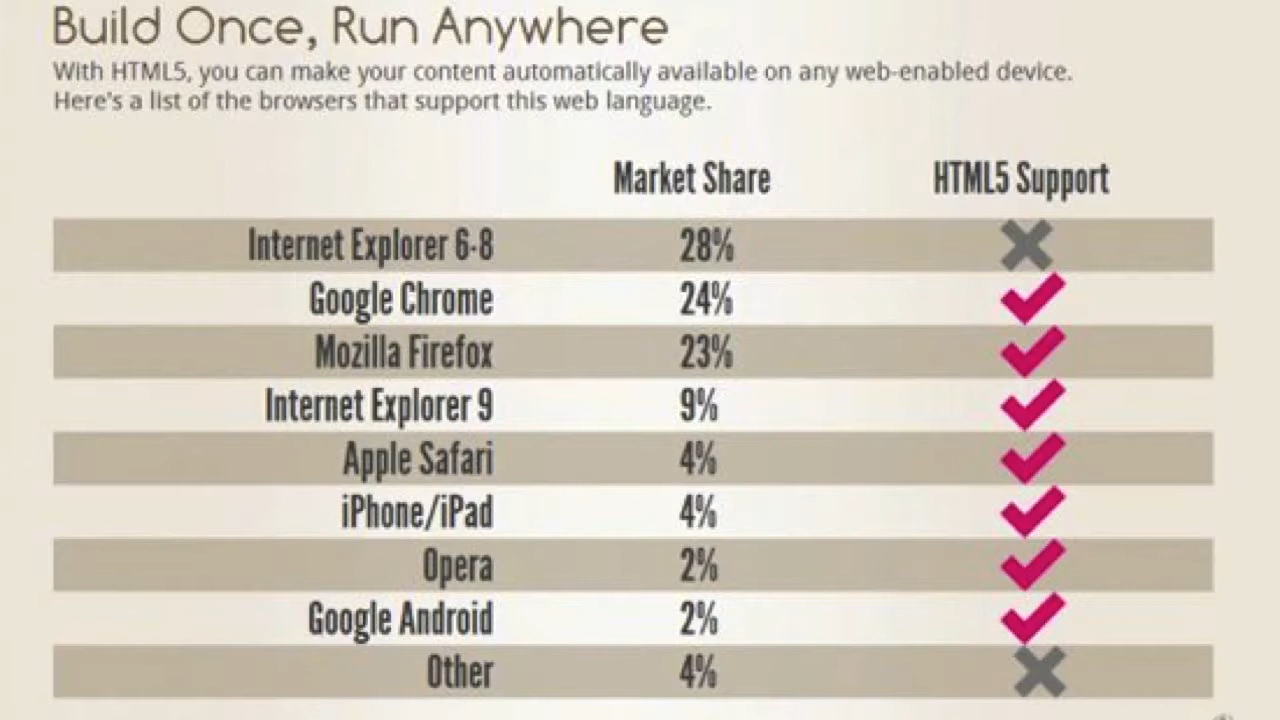 Build Once, Run Anywhere
With HTML5, you can make your content automatically available on any web-enabled device.
Here's a list of the browsers that support this web language.
Market Share HTML5 Support
Internet Explorer 6-8 28%
Google Chrome 24%
Mozilla Firefox 23%
Internet Explorer 9 9%
Apple Safari 4%
iPhone/iPad 4%
Opera 2%
Google Android 2%
Other 4%